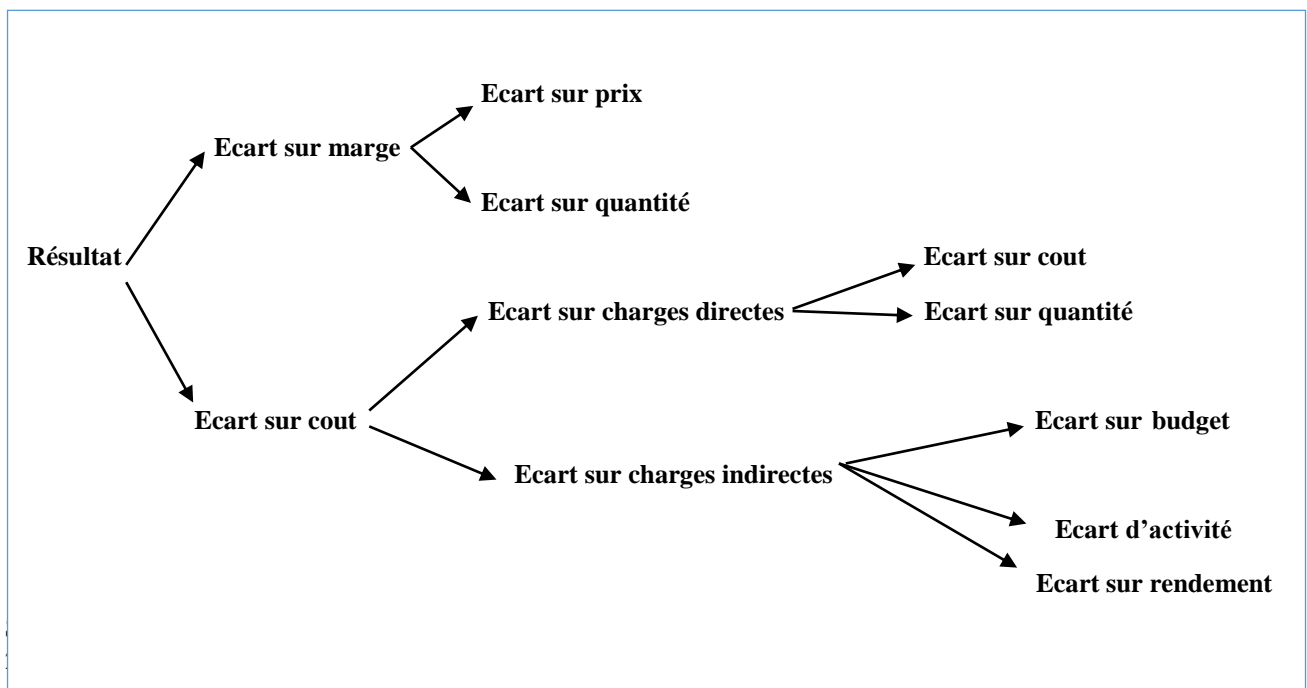 Ecart sur prix
Ecart sur marge
Ecart sur quantité
Résultat
Ecart sur cout
Ecart sur charges directes
Ecart sur quantité
Ecart sur cout
Ecart sur budget
Ecart sur charges indirectes
Ecart d’activité
Ecart sur rendement